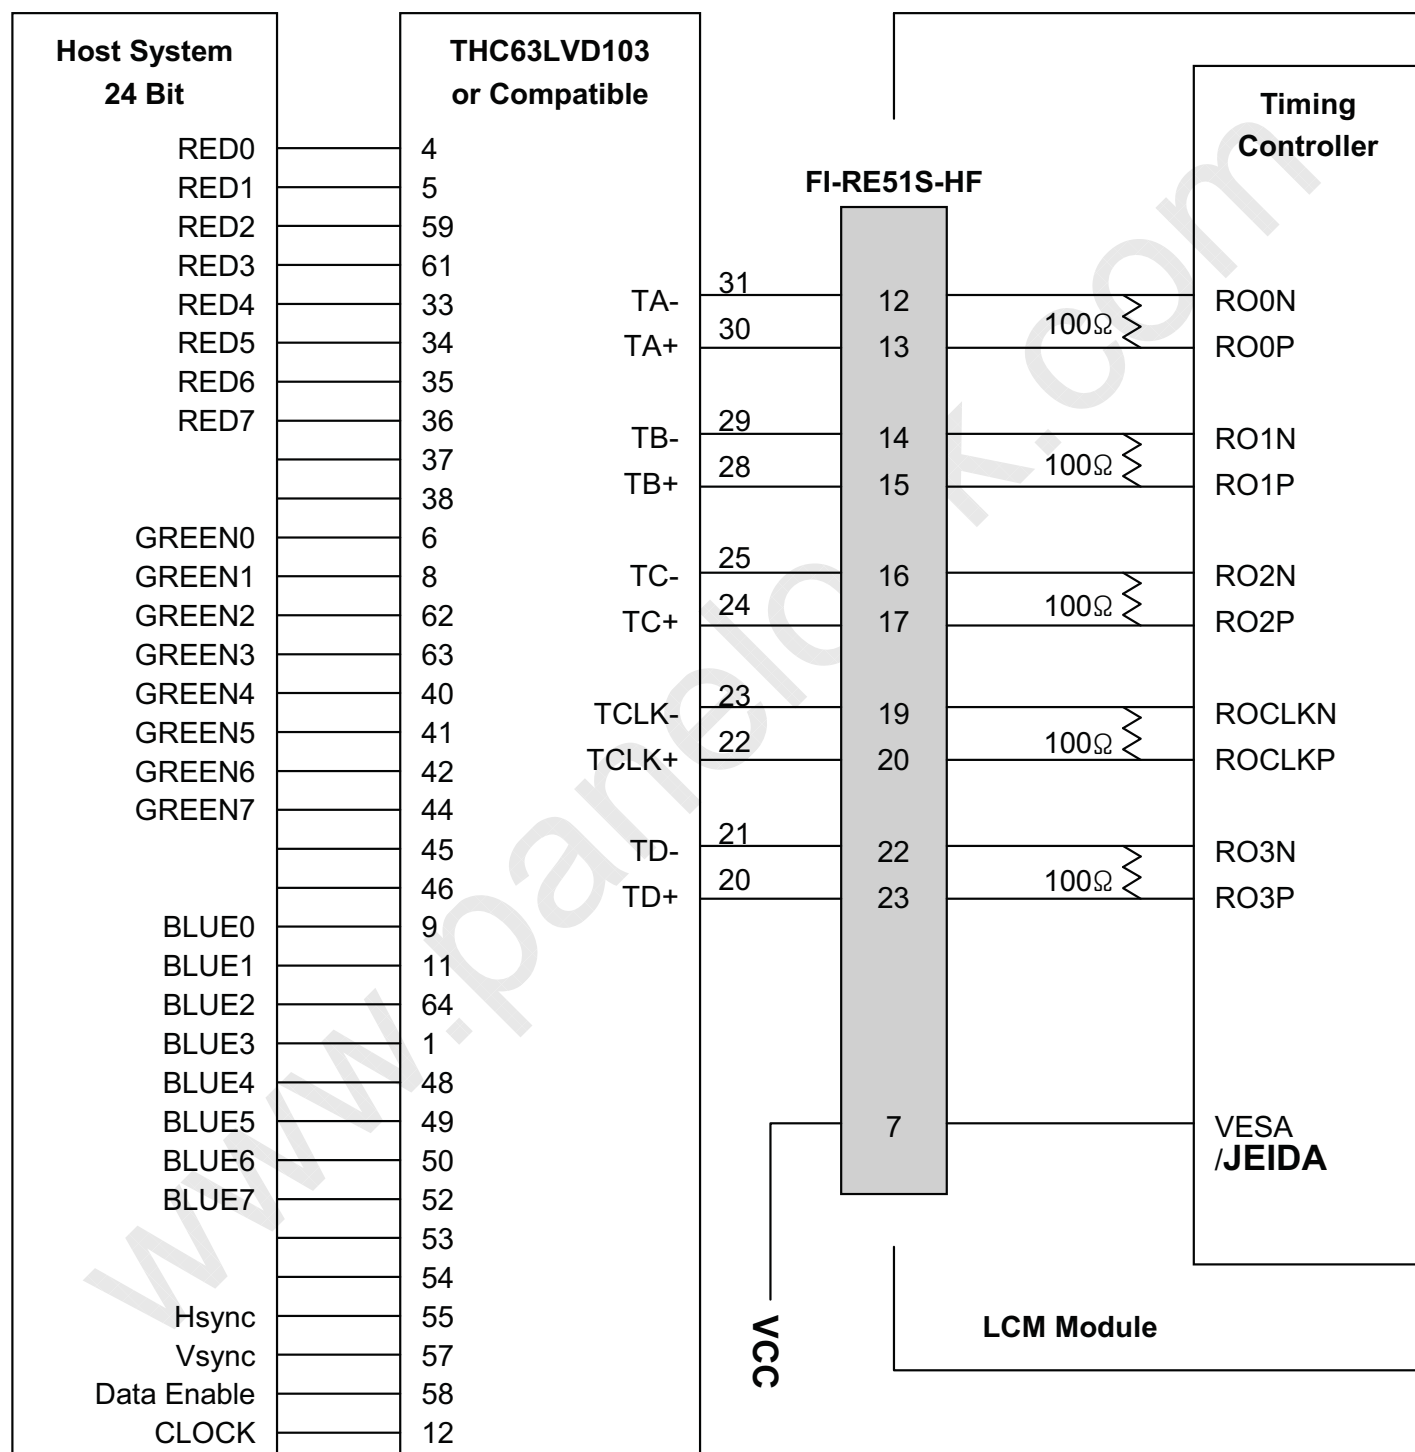 Host System
24 Bit
RED0
RED1
RED2
RED3
RED4
RED5
RED6
RED7
GREEN0
GREEN1
GREEN2
GREEN3
GREEN4
GREEN5
GREEN6
GREEN7
BLUE0
BLUE1
BLUE2
BLUE3
BLUE4
BLUE5
BLUE6
BLUE7
Hsync
Vsync
Data Enable
CLOCK
THC63LVD103
or Compatible
4
5
59
61
33
34
35
36
37
38
6
8
62
63
40
41
42
44
45
46
9
11
64
1
48
49
50
52
53
54
55
57
58
12
TA- 31
TA+ 30
TB- 29
TB+ 28
TC- 25
TC+ 24
TCLK- 23
TCLK+ 22
TD- 21
TD+ 20
VCC
FI-RE51S-HF
12
13
14
15
16
17
19
20
22
23
7
100Ω
100Ω
100Ω
100Ω
100Ω
LCM Module
Timing
Controller
RO0N
RO0P
RO1N
RO1P
RO2N
RO2P
ROCLKN
ROCLKP
RO3N
RO3P
VESA
/JEIDA